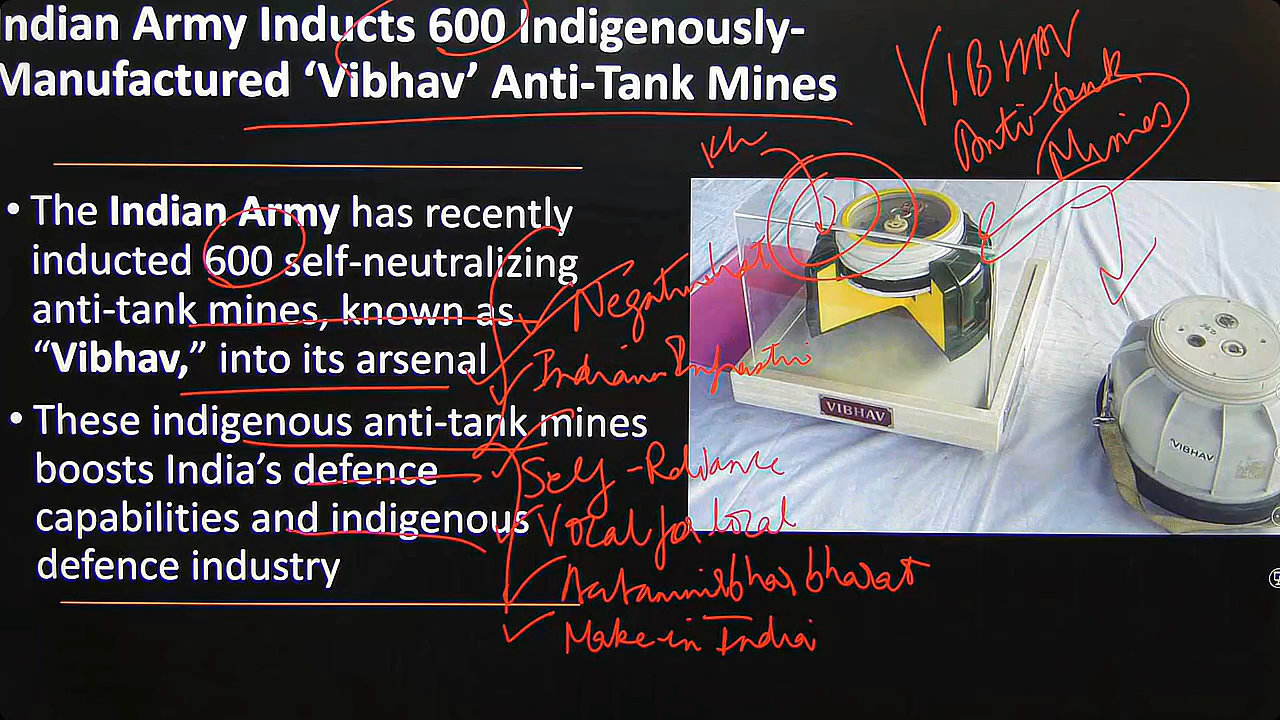 Indian Army Inducts 600 Indigenously-
Manufactured ‘Vibhav’ Anti-Tank Mines
VIBHAV
Anti-tank
Mines
• The Indian Army has recently
inducted 600 self-neutralizing
anti-tank mines, known as
“Vibhav,” into its arsenal
• These indigenous anti-tank mines
boosts India’s defence
capabilities and indigenous
defence industry
Self-Reliance
Vocal for local
Aatamnirbhar bharat
Make in India
VIBHAV
VIBHAV